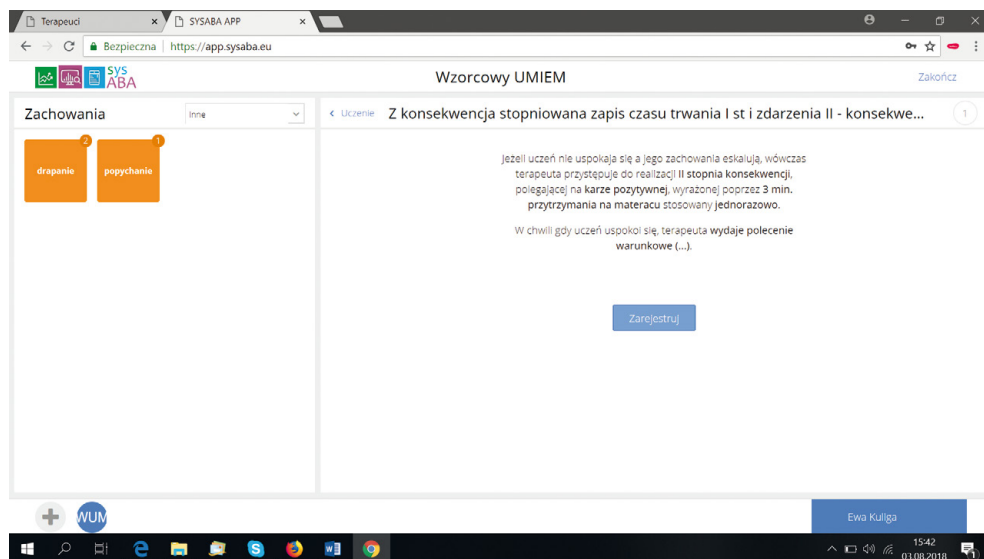 Terapeuci
SYSABA APP
Bezpieczna | https://app.sysaba.eu
sys
ABA
Wzorcowy UMIEM
Zakończ
Zachowania
Inne
Uczenie
Z konsekwencja stopniowana zapis czasu trwania I st i zdarzenia II - konsekwe...
1
2
drapanie
1
popychanie
Jeżeli uczeń nie uspokaja się a jego zachowania eskalują, wówczas
terapeuta przystępuje do realizacji II stopnia konsekwencji,
polegającej na karze pozytywnej, wyrażonej poprzez 3 min.
przytrzymania na materacu stosowany jednorazowo.
W chwili gdy uczeń uspokoi się, terapeuta wydaje polecenie
warunkowe (...).
Zarejestruj
WUM
Ewa Kuliga
15:42
03.08.2018